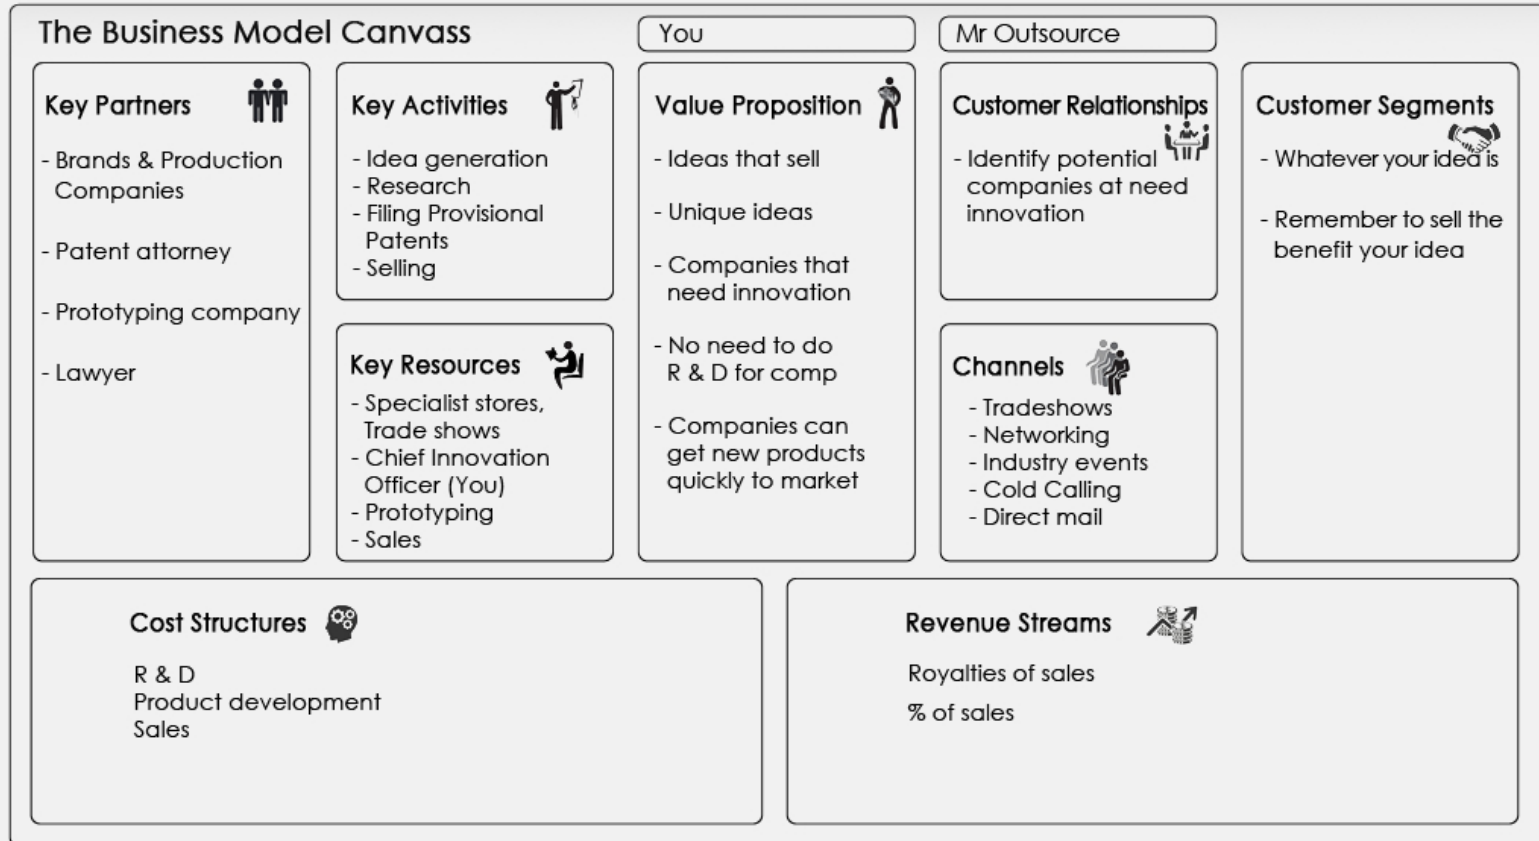 The Business Model Canvass
You
Mr Outsource
Key Partners
- Brands & Production
Companies
- Patent attorney
- Prototyping company
- Lawyer
Key Activities
- Idea generation
- Research
- Filing Provisional
Patents
- Selling
Key Resources
- Specialist stores,
Trade shows
- Chief Innovation
Officer (You)
- Prototyping
- Sales
Value Proposition
- Ideas that sell
- Unique ideas
- Companies that
need innovation
- No need to do
R & D for comp
- Companies can
get new products
quickly to market
Customer Relationships
- Identify potential
companies at need
innovation
Channels
- Tradeshows
- Networking
- Industry events
- Cold Calling
- Direct mail
Customer Segments
- Whatever your idea is
- Remember to sell the
benefit your idea
Cost Structures
R & D
Product development
Sales
Revenue Streams
Royalties of sales
% of sales